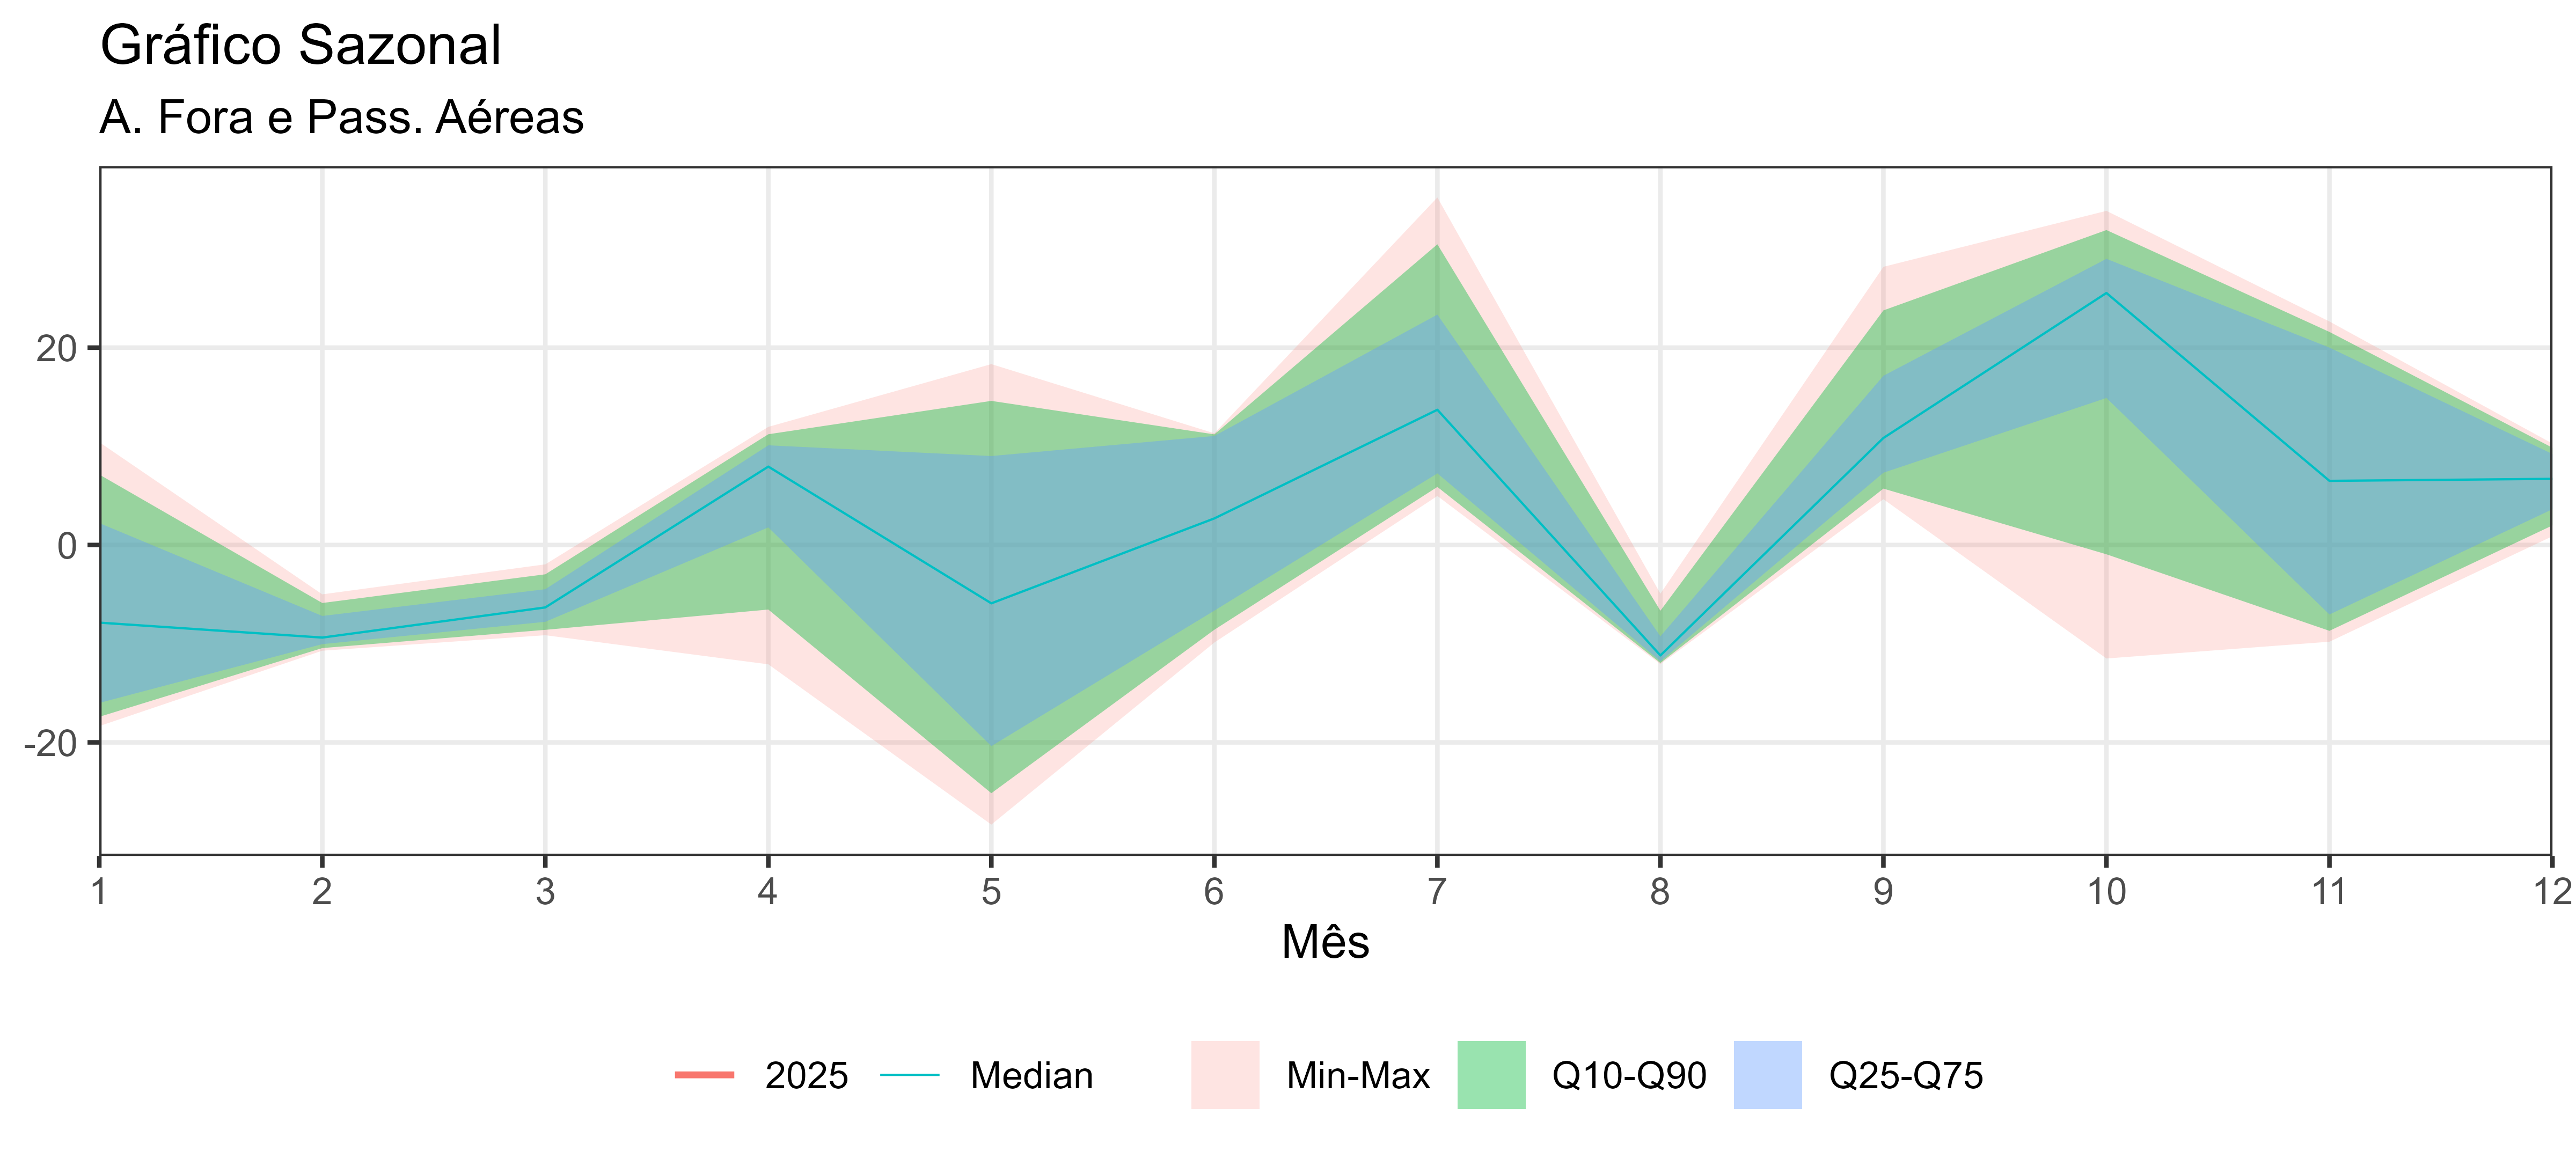 Gráfico Sazonal
A. Fora e Pass. Aéreas
20
0
-20
1 2 3 4 5 6 7 8 9 10 11 12
Mês
2025 Median Min-Max Q10-Q90 Q25-Q75